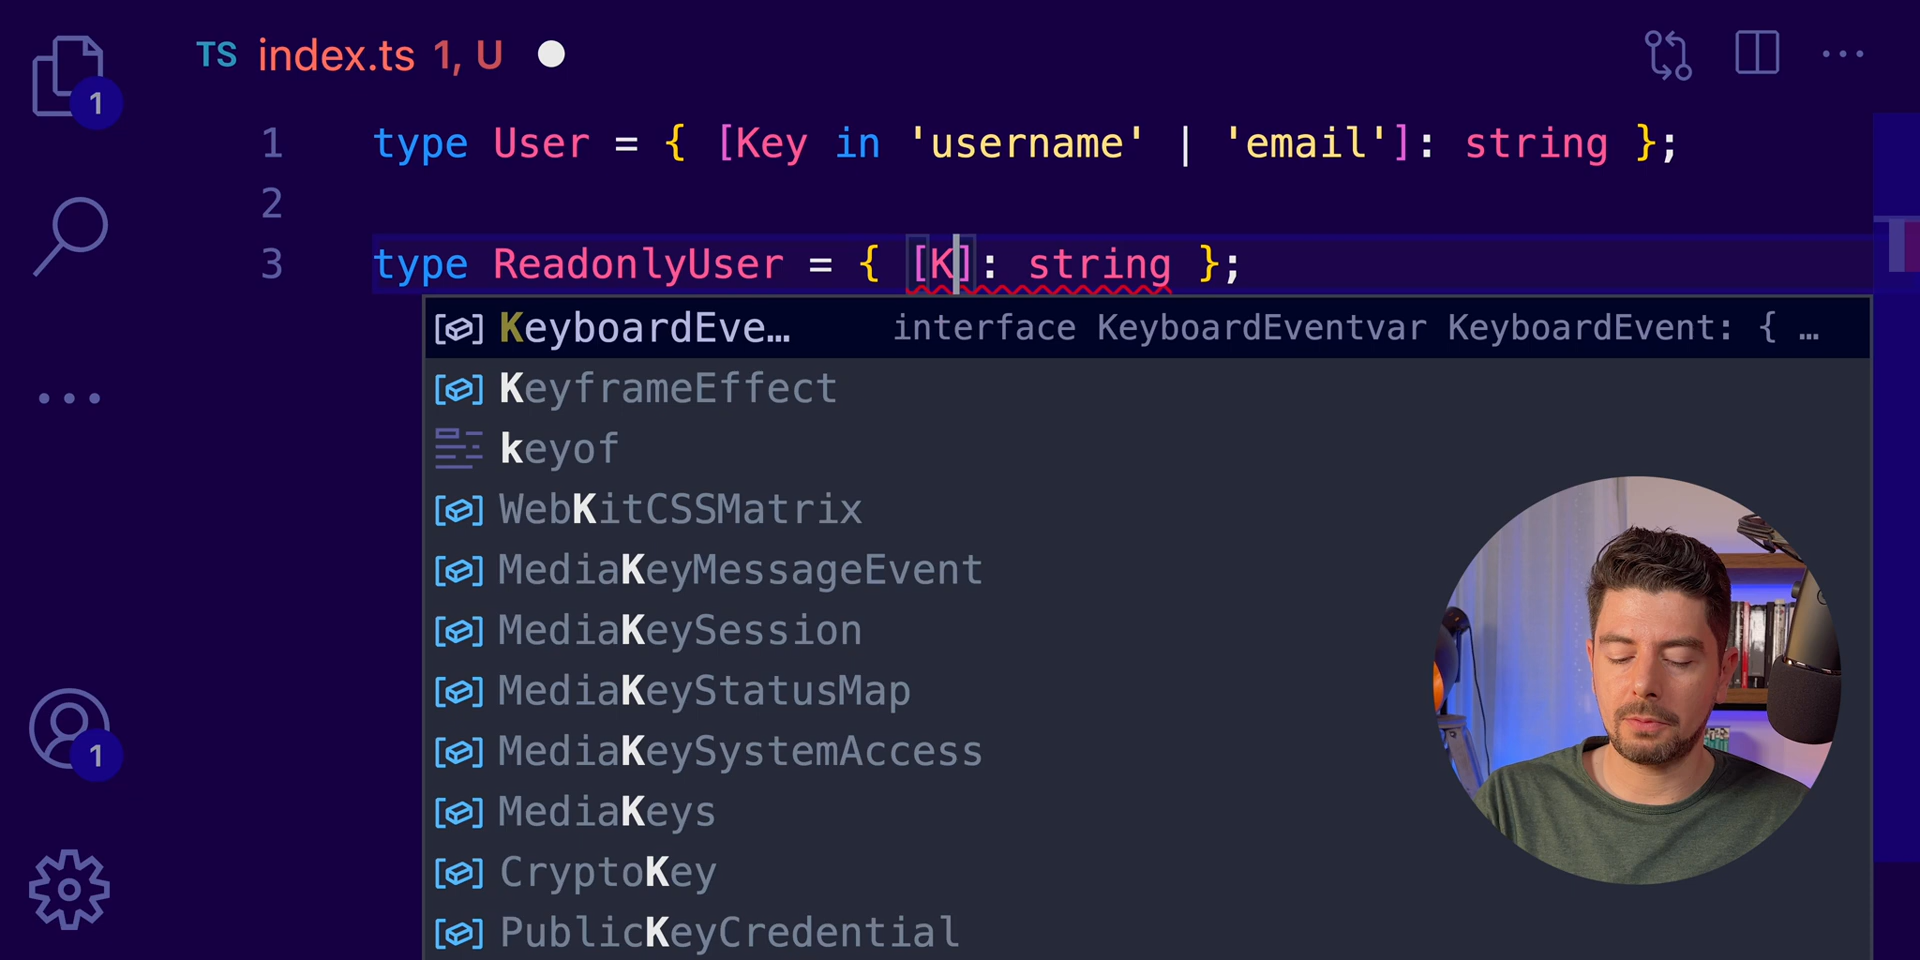 TS index.ts 1, U
1
1 type User = { [Key in 'username' | 'email']: string };
2
3 type ReadonlyUser = { [K]: string };
KeyboardEve… interface KeyboardEventvar KeyboardEvent: { …
KeyframeEffect
keyof
WebKitCSSMatrix
MediaKeyMessageEvent
MediaKeySession
MediaKeyStatusMap
1
MediaKeySystemAccess
MediaKeys
CryptoKey
PublicKeyCredential